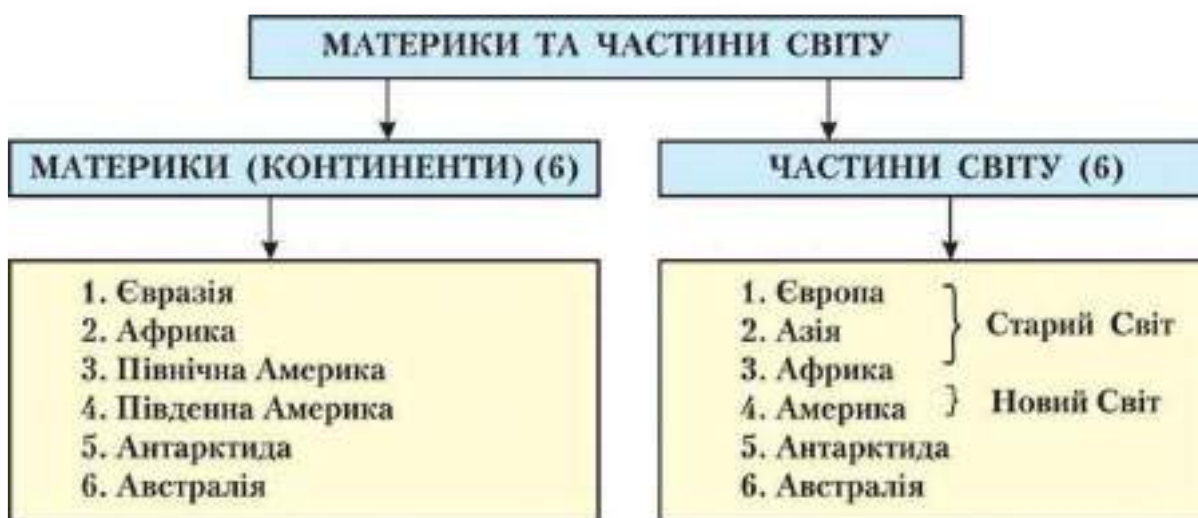 МАТЕРИКИ ТА ЧАСТИНИ СВІТУ
МАТЕРИКИ (КОНТИНЕНТИ) (6)
1. Євразія
2. Африка
3. Північна Америка
4. Південна Америка
5. Антарктида
6. Австралія
ЧАСТИНИ СВІТУ (6)
1. Європа
2. Азія
3. Африка
Старий Світ
4. Америка
Новий Світ
5. Антарктида
6. Австралія